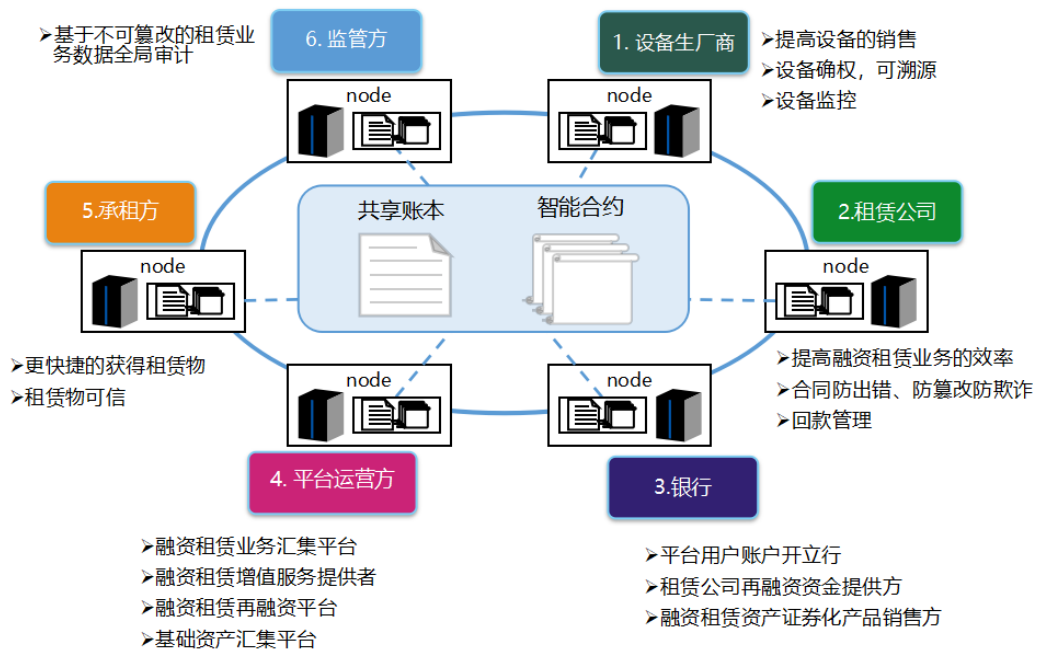 ➢基于不可篡改的租赁业
务数据全局审计
6. 监管方
1. 设备生厂商
➢提高设备的销售
➢设备确权，可溯源
➢设备监控
node
node
5.承租方
共享账本
智能合约
2.租赁公司
node
node
➢更快捷的获得租赁物
➢租赁物可信
➢提高融资租赁业务的效率
➢合同防出错、防篡改防欺诈
➢回款管理
node
node
4. 平台运营方
3.银行
➢融资租赁业务汇集平台
➢融资租赁增值服务提供者
➢融资租赁再融资平台
➢基础资产汇集平台
➢平台用户账户开立行
➢租赁公司再融资资金提供方
➢融资租赁资产证券化产品销售方